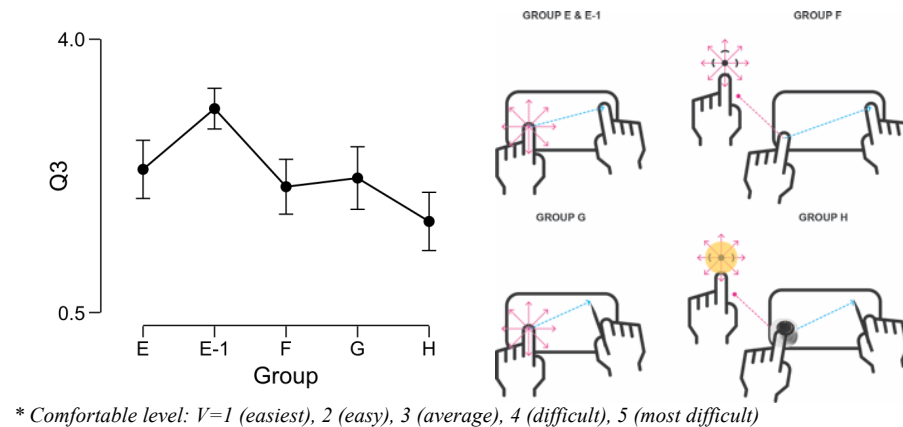 4.0
Q3
0.5
E E-1 F G H
Group
GROUP E & E-1
GROUP F
GROUP G
GROUP H
* Comfortable level: V=1 (easiest), 2 (easy), 3 (average), 4 (difficult), 5 (most difficult)